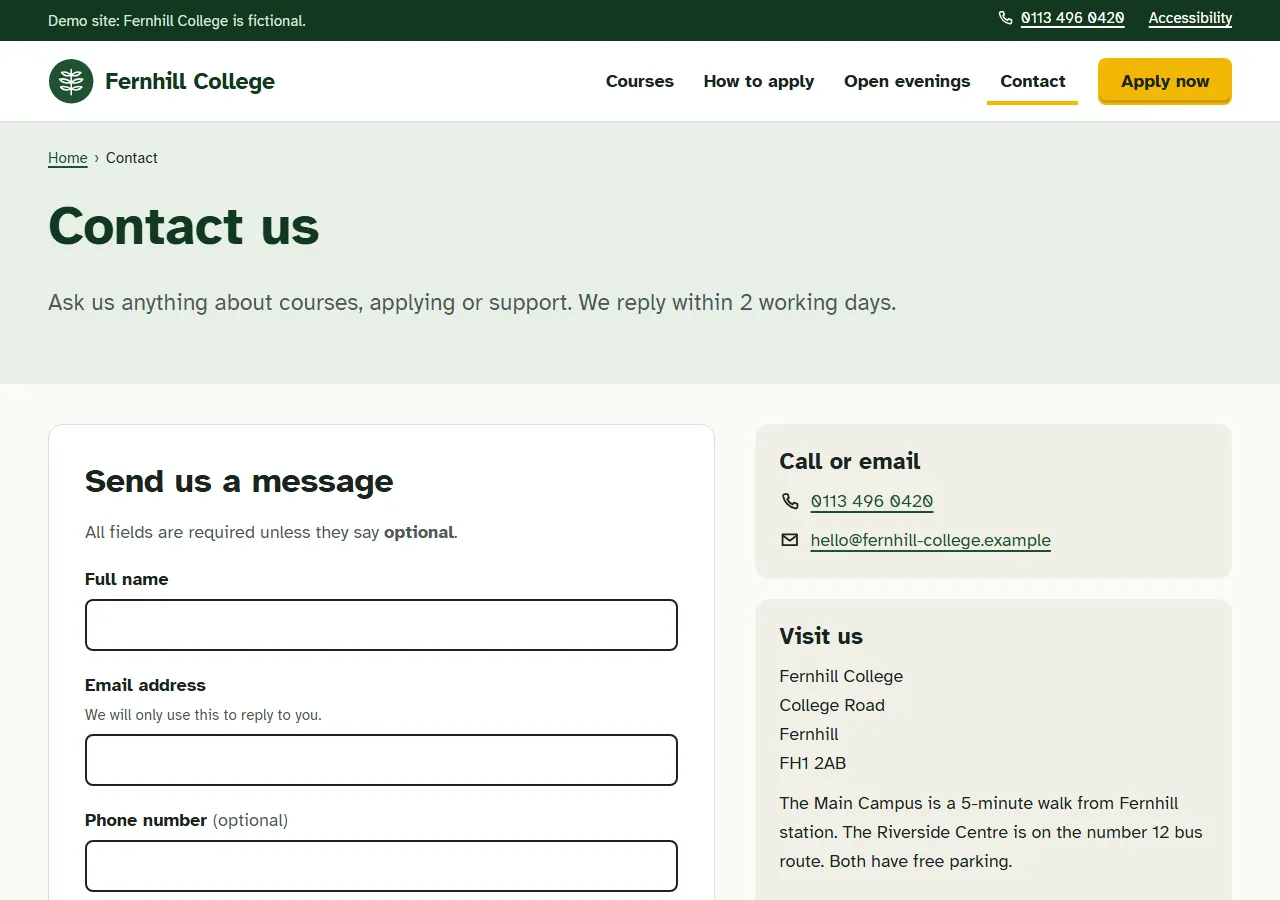 Demo site: Fernhill College is fictional.
0113 496 0420
Accessibility
Fernhill College
Courses
How to apply
Open evenings
Contact
Apply now
Home › Contact
Contact us
Ask us anything about courses, applying or support. We reply within 2 working days.
Send us a message
All fields are required unless they say optional.
Full name
Email address
We will only use this to reply to you.
Phone number (optional)
Call or email
0113 496 0420
hello@fernhill-college.example
Visit us
Fernhill College
College Road
Fernhill
FH1 2AB
The Main Campus is a 5-minute walk from Fernhill
station. The Riverside Centre is on the number 12 bus
route. Both have free parking.